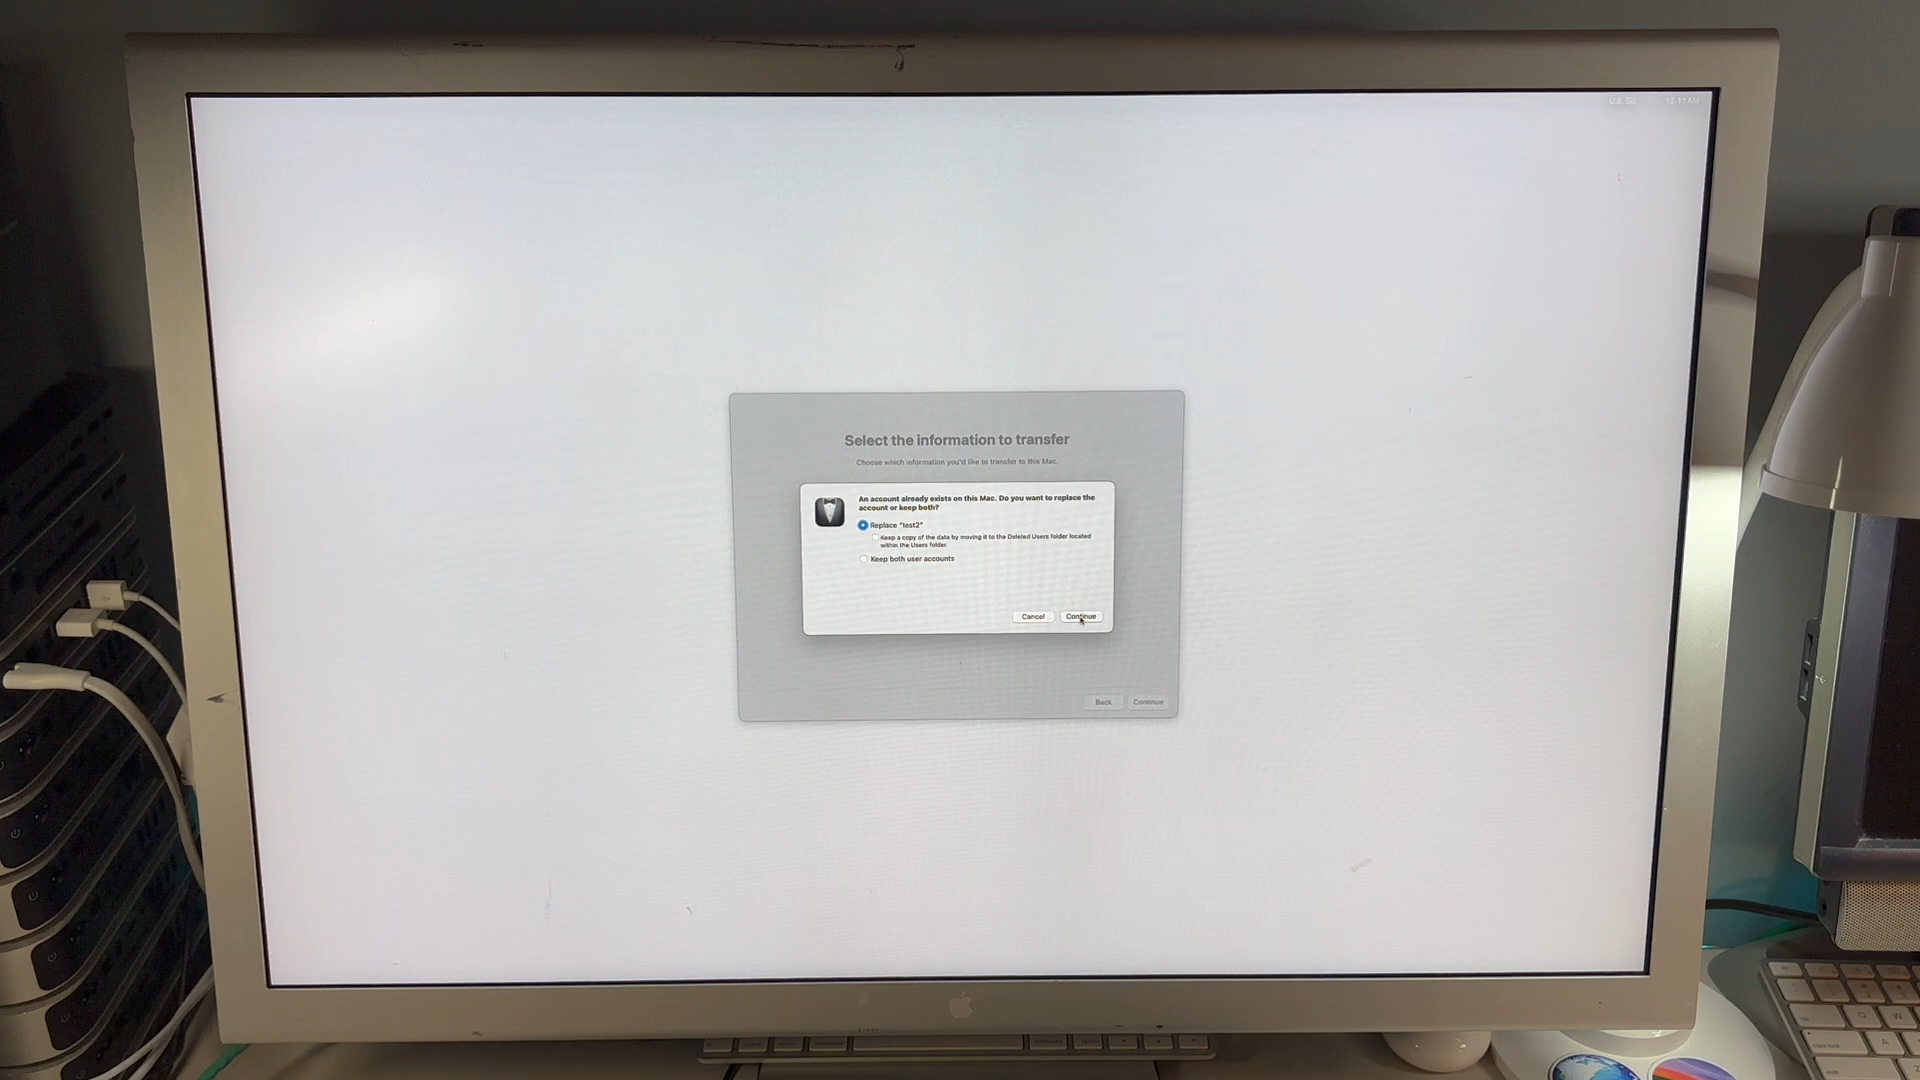 U.S.
12:11 AM
Select the information to transfer
Choose which information you'd like to transfer to this Mac.
An account already exists on this Mac. Do you want to replace the
account or keep both?
Replace "test2"
Keep a copy of the data by moving it to the Deleted Users folder located
within the Users folder
Keep both user accounts
Cancel
Continue
Back
Continue
Q
W
A